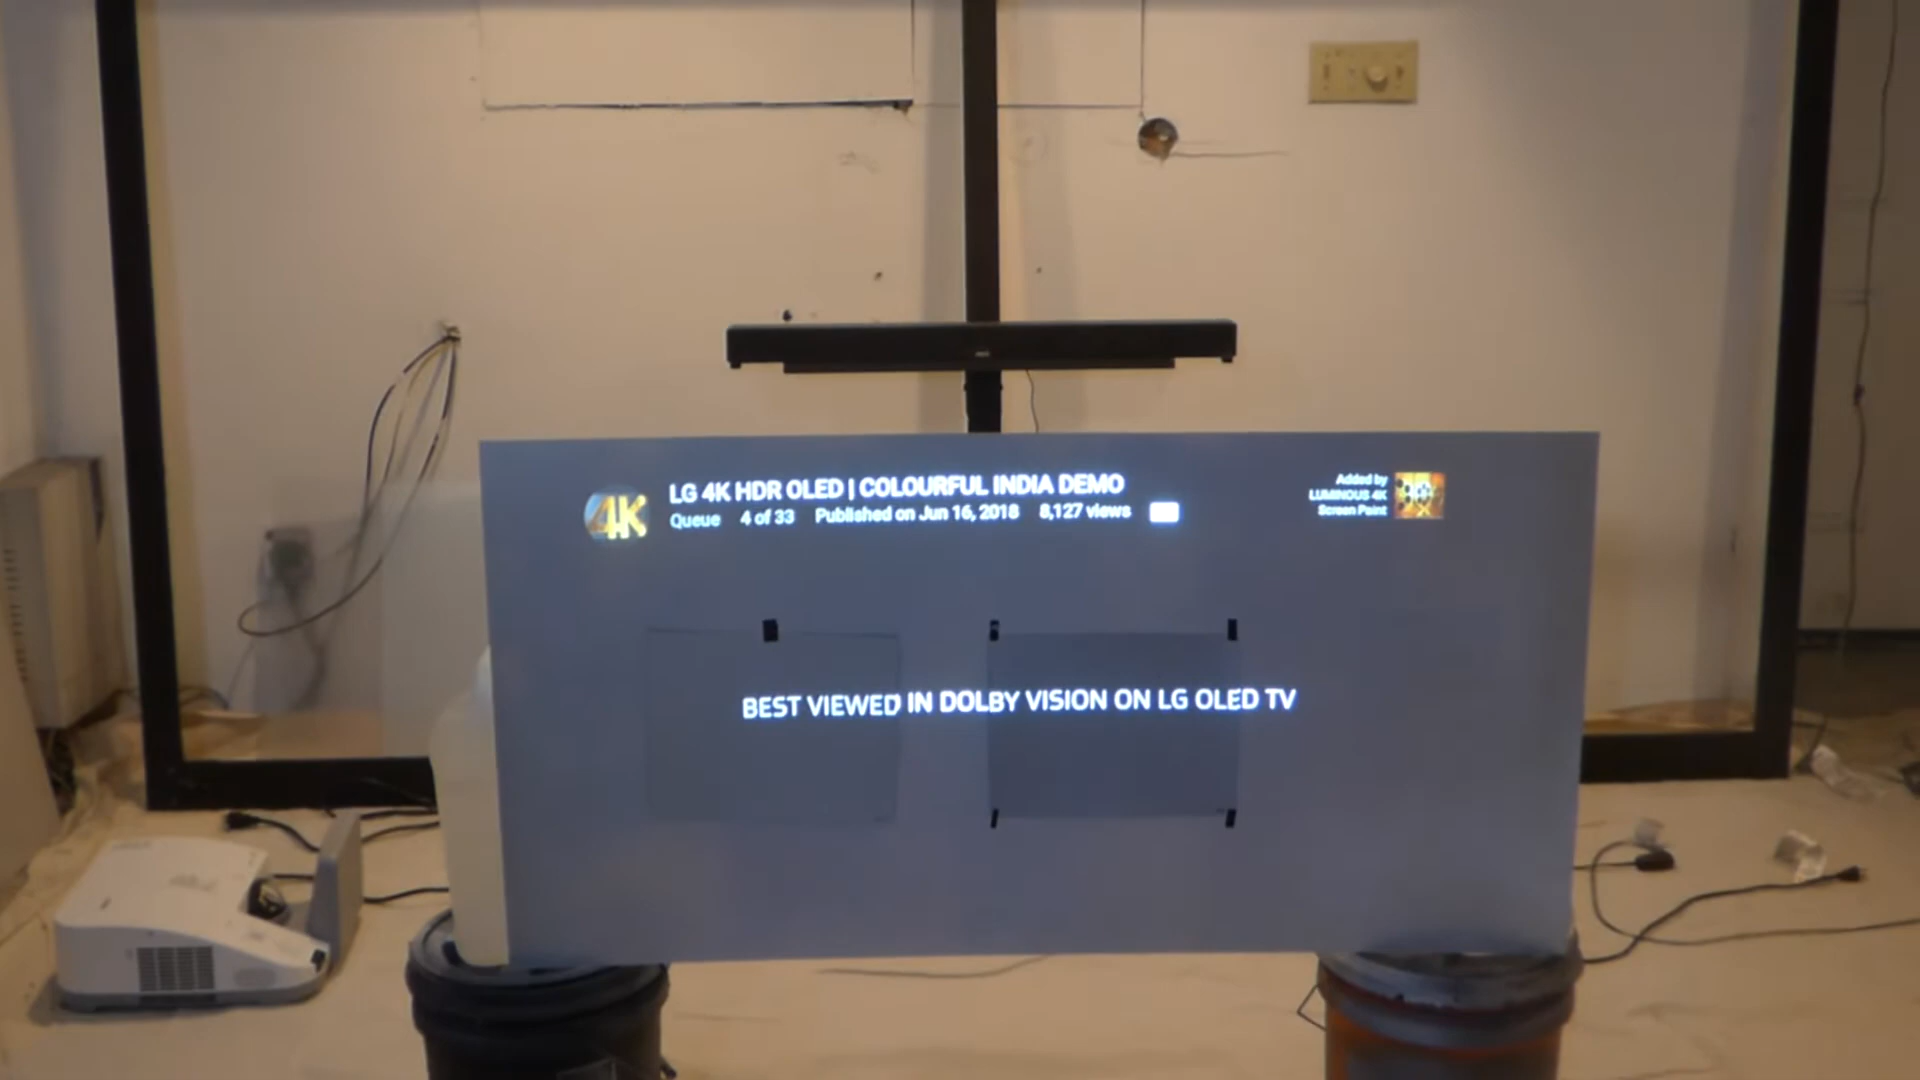 4K
LG 4K HDR OLED | COLOURFUL INDIA DEMO
Queue 4 of 33 Published on Jun 16, 2018 8,127 views
Added by
LUMINOUS 4K
Screen Paint
BEST VIEWED IN DOLBY VISION ON LG OLED TV